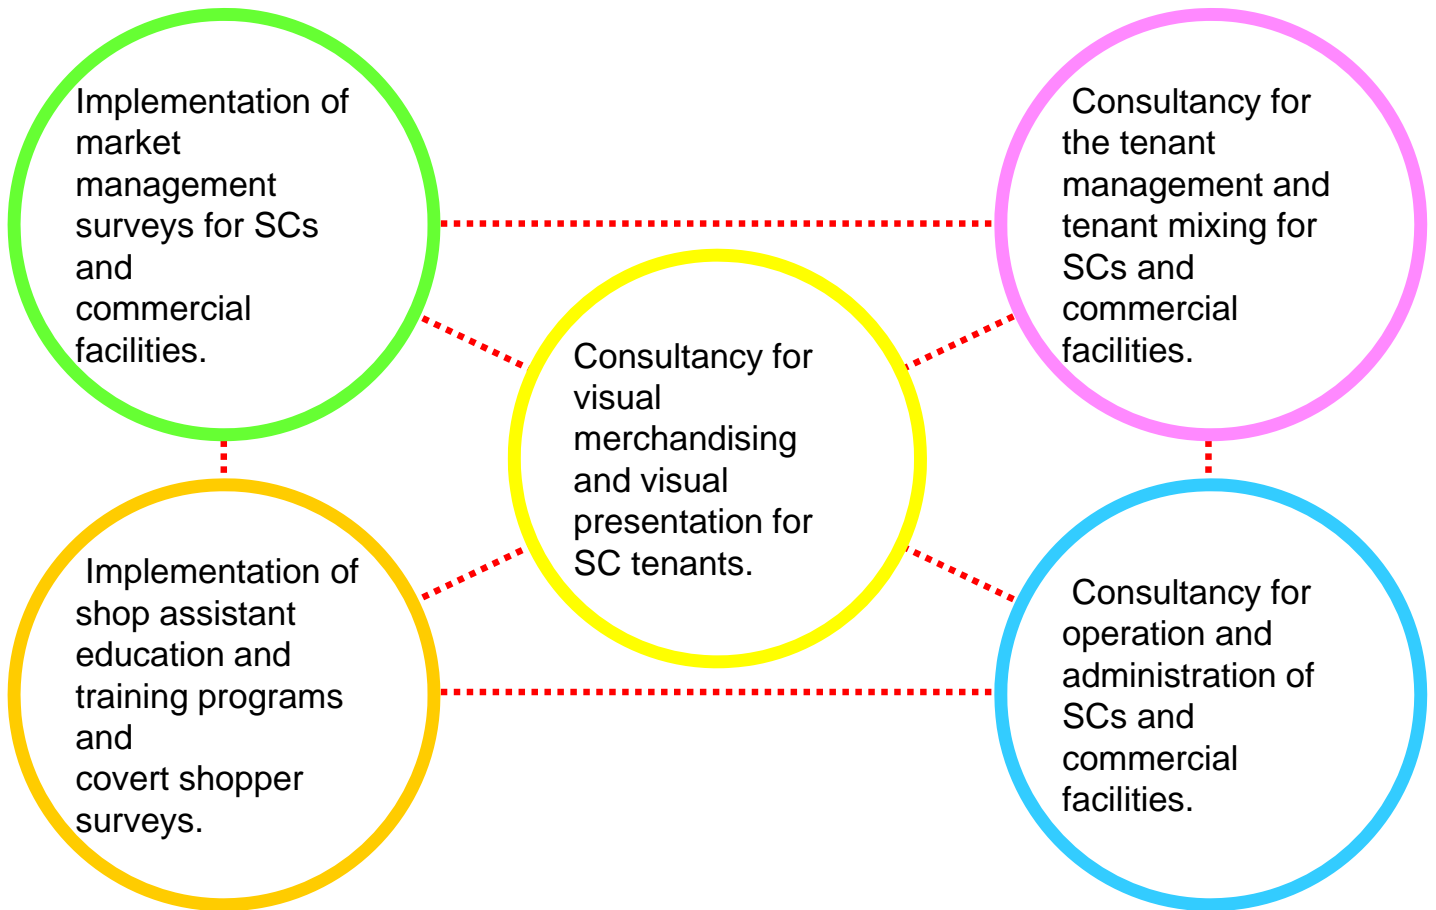 Implementation of
market
management
surveys for SCs
and
commercial
facilities.
Consultancy for
the tenant
management and
tenant mixing for
SCs and
commercial
facilities.
Consultancy for
visual
merchandising
and visual
presentation for
SC tenants.
Implementation of
shop assistant
education and
training programs
and
covert shopper
surveys.
Consultancy for
operation and
administration of
SCs and
commercial
facilities.